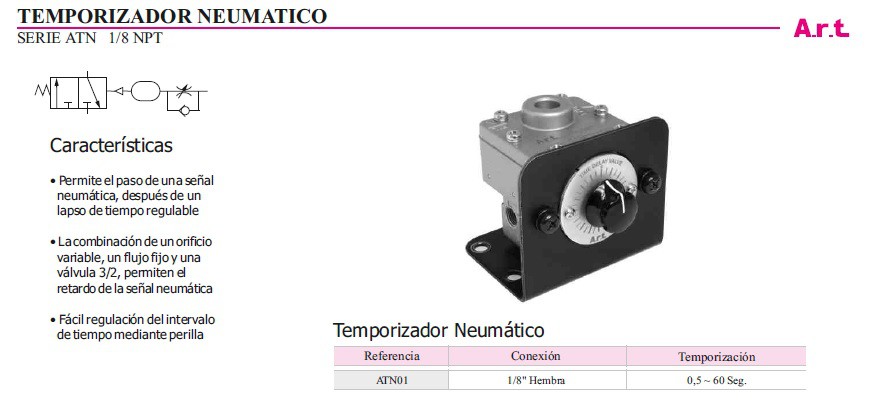 TEMPORIZADOR NEUMATICO
SERIE ATN 1/8 NPT
A.r.t.
Características
• Permite el paso de una señal
neumática, después de un
lapso de tiempo regulable
• La combinación de un orificio
variable, un flujo fijo y una
válvula 3/2, permiten el
retardo de la señal neumática
• Fácil regulación del intervalo
de tiempo mediante perilla
A.r.t.
TIME DELAY VALVE
A.r.t.
Temporizador Neumático
Referencia Conexión Temporización
ATN01 1/8" Hembra 0,5 ~ 60 Seg.